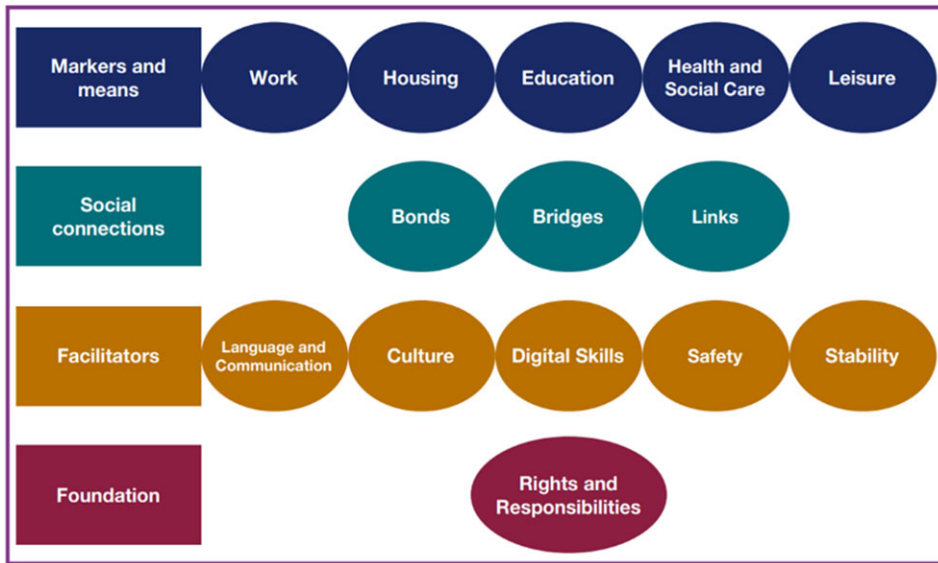 Markers and
means
Work
Housing
Education
Health and
Social Care
Leisure
Social
connections
Bonds
Bridges
Links
Facilitators
Language and
Communication
Culture
Digital Skills
Safety
Stability
Foundation
Rights and
Responsibilities